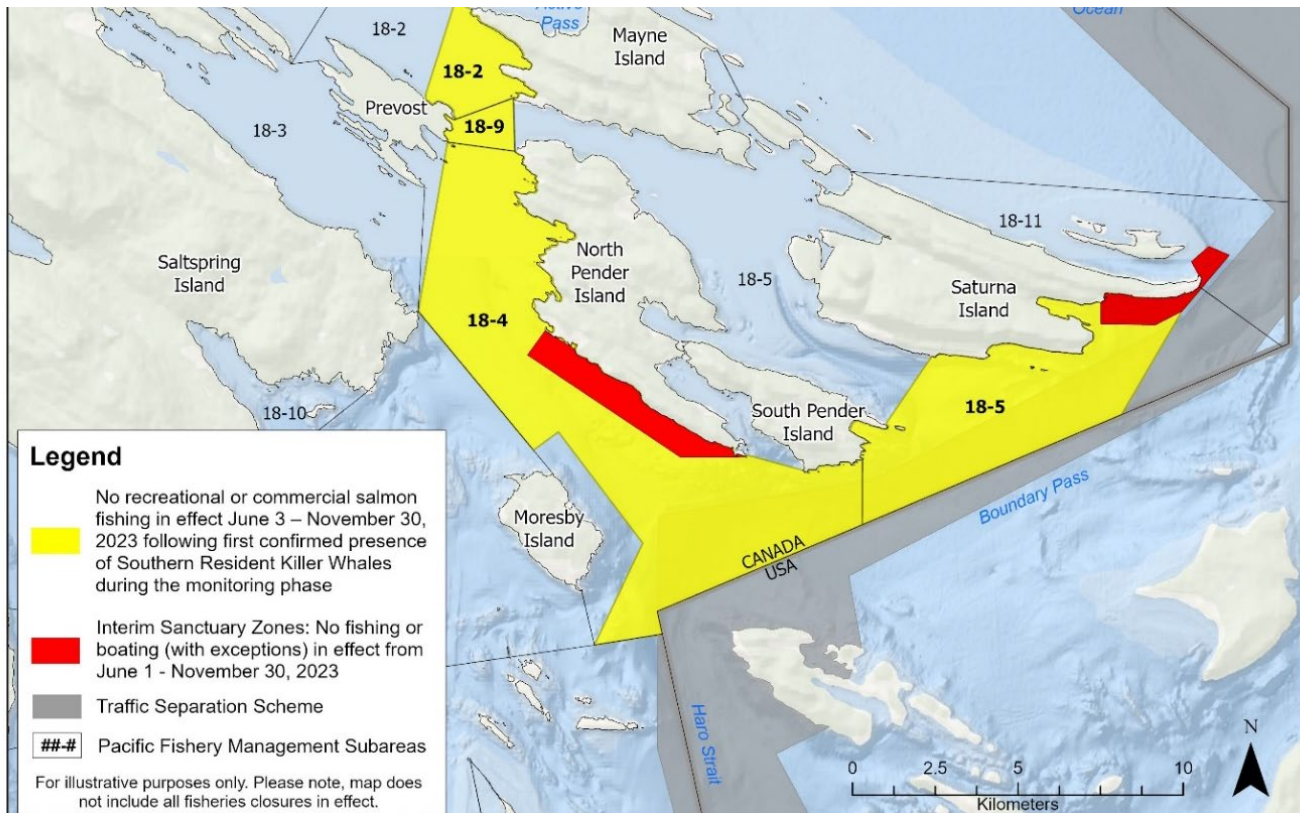 Active
Pass
Ocean
18-2
Mayne
Island
18-2
Prevost
18-9
18-3
18-11
Saltspring
Island
North
Pender
Island
18-5
Saturna
Island
18-4
18-10
South Pender
Island
18-5
Moresby
Island
Boundary Pass
CANADA
USA
Haro Strait
Legend
No recreational or commercial salmon
fishing in effect June 3 – November 30,
2023 following first confirmed presence
of Southern Resident Killer Whales
during the monitoring phase
Interim Sanctuary Zones: No fishing or
boating (with exceptions) in effect from
June 1 - November 30, 2023
Traffic Separation Scheme
##-# Pacific Fishery Management Subareas
For illustrative purposes only. Please note, map does
not include all fisheries closures in effect.
N
0 2.5 5 10
Kilometers